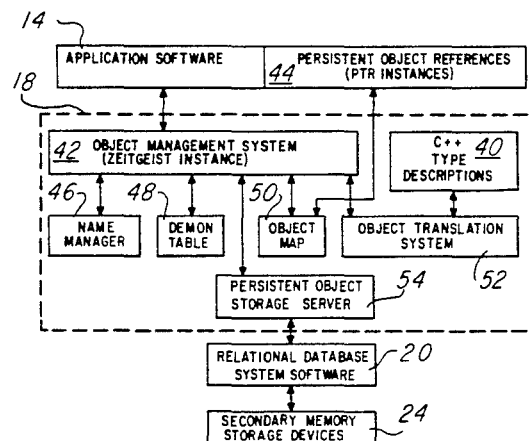 14
APPLICATION SOFTWARE
44
PERSISTENT OBJECT REFERENCES
(PTR INSTANCES)
18
42
OBJECT MANAGEMENT SYSTEM
(ZEITGEIST INSTANCE)
C++
TYPE
DESCRIPTIONS
40
46
48
50
NAME
MANAGER
DEMON
TABLE
OBJECT
MAP
OBJECT TRANSLATION
SYSTEM
52
PERSISTENT OBJECT
STORAGE SERVER
54
RELATIONAL DATABASE
SYSTEM SOFTWARE
20
SECONDARY MEMORY
STORAGE DEVICES
24